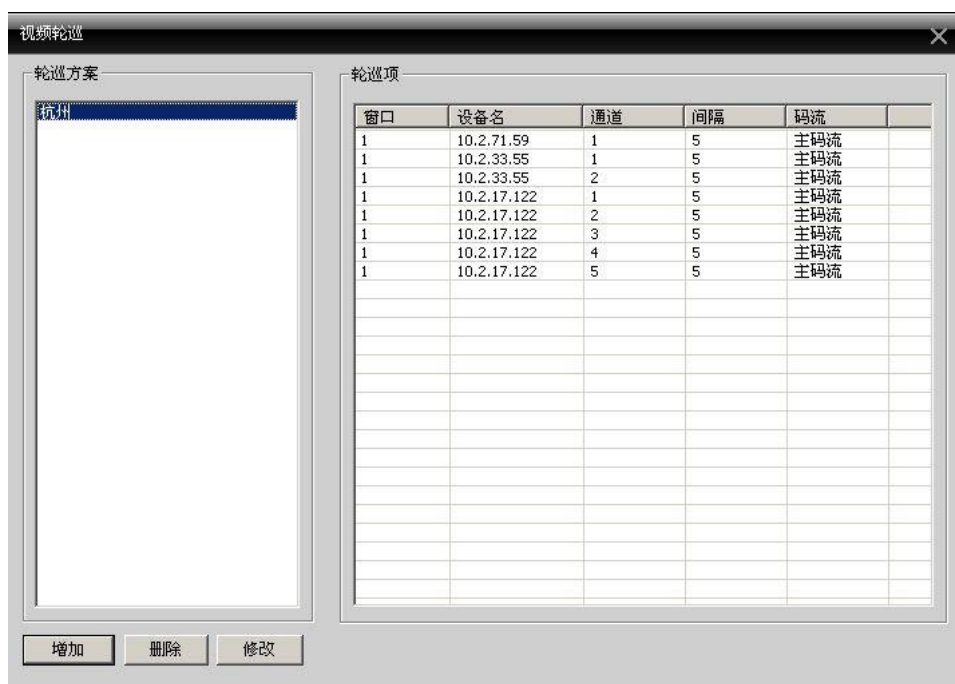 视频轮巡
轮巡方案
杭州
轮巡项
窗口 设备名 通道 间隔 码流
1 10.2.71.59 1 5 主码流
1 10.2.33.55 1 5 主码流
1 10.2.33.55 2 5 主码流
1 10.2.17.122 1 5 主码流
1 10.2.17.122 2 5 主码流
1 10.2.17.122 3 5 主码流
1 10.2.17.122 4 5 主码流
1 10.2.17.122 5 5 主码流
增加 删除 修改